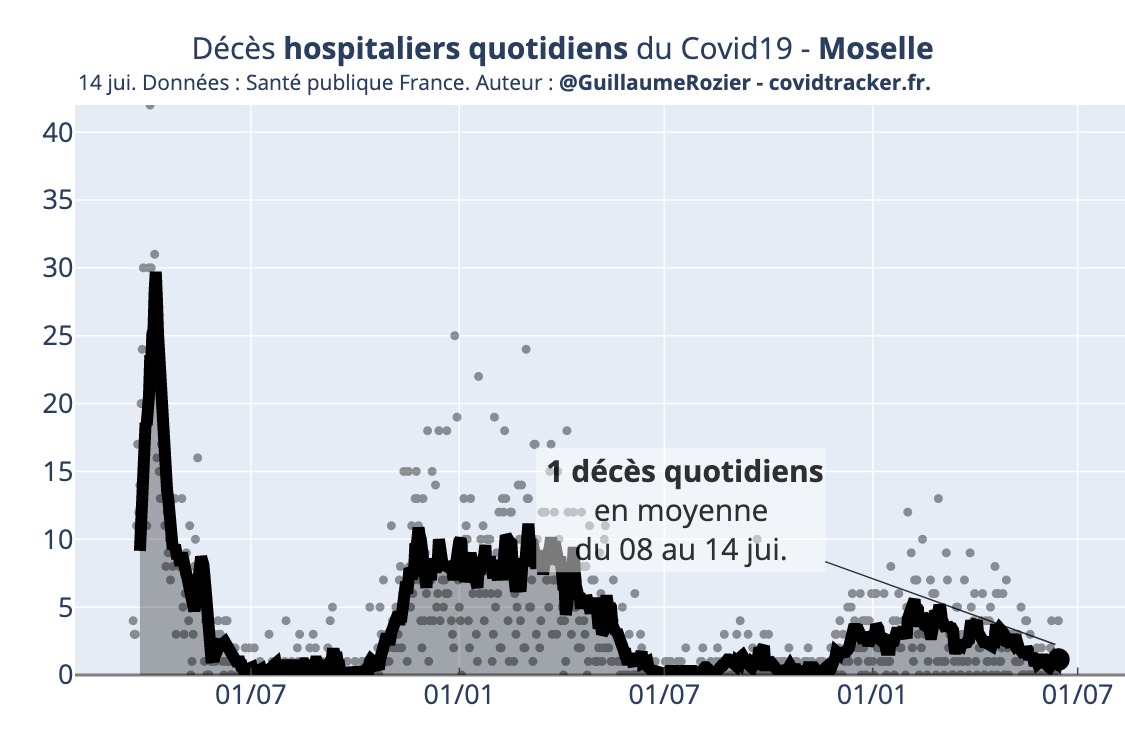 Décès hospitaliers quotidiens du Covid19 - Moselle
14 jui. Données : Santé publique France. Auteur : @GuillaumeRozier - covidtracker.fr.
40
35
30
25
20
15
10
5
0
1 décès quotidiens
en moyenne
du 08 au 14 jui.
01/07
01/01
01/07
01/01
01/07